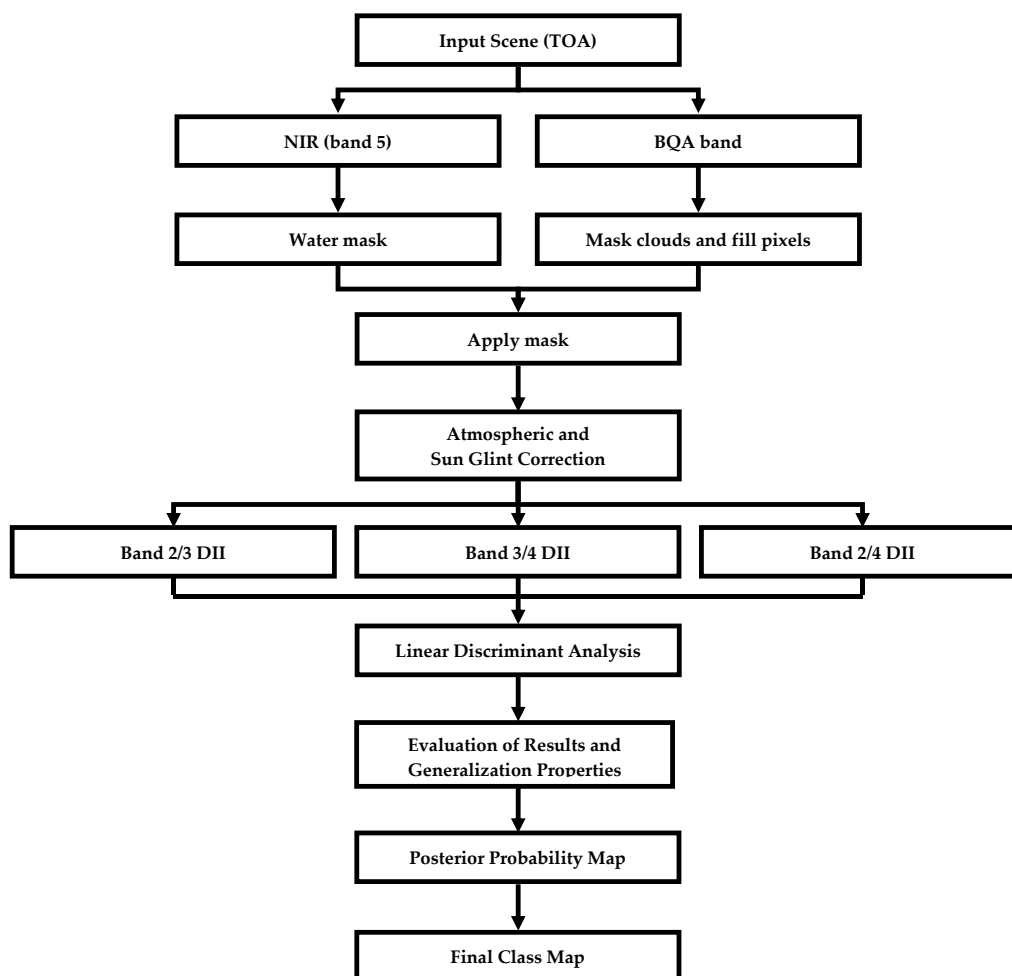 Input Scene (TOA)
NIR (band 5)
BQA band
Water mask
Mask clouds and fill pixels
Apply mask
Atmospheric and
Sun Glint Correction
Band 2/3 DII
Band 3/4 DII
Band 2/4 DII
Linear Discriminant Analysis
Evaluation of Results and
Generalization Properties
Posterior Probability Map
Final Class Map